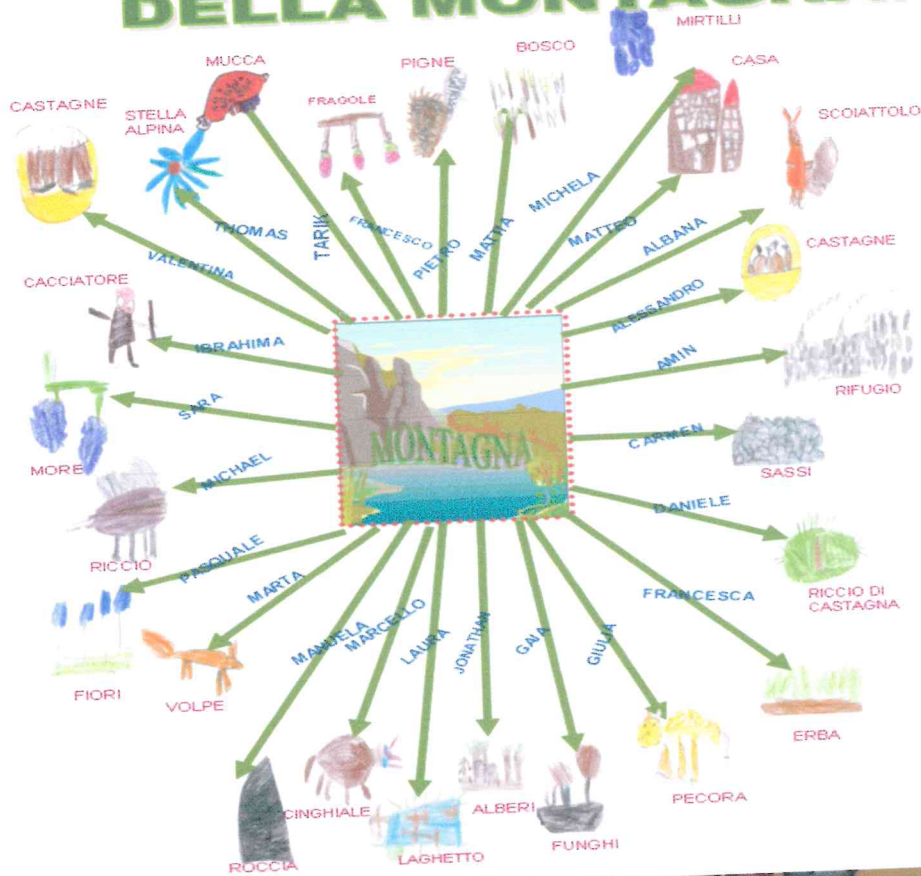 DELLA MONTAGNA
MIRTILLI
BOSCO
PIGNE
MUCCA
CASA
FRAGOLE
CASTAGNE
STELLA
ALPINA
SCOIATTOLO
MICHELA
THOMAS
TARIK
FRANCESCO
PIETRO
MATTIA
MATTEO
ALBANA
CASTAGNE
VALENTINA
CACCIATORE
ALESSANDRO
IBRAHIMA
AMIN
RIFUGIO
SARA
MONTAGNA
CARMEN
MORE
MICHAEL
SASSI
DANIELE
RICCIO
PASQUALE
MARTA
RICCIO DI
CASTAGNA
FRANCESCA
MANUELA
MARCELLO
LAURA
JONATHAN
GAIA
GIULIA
FIORI
VOLPE
ERBA
PECORA
CINGHIALE
ALBERI
FUNGHI
LAGHETTO
ROCCIA